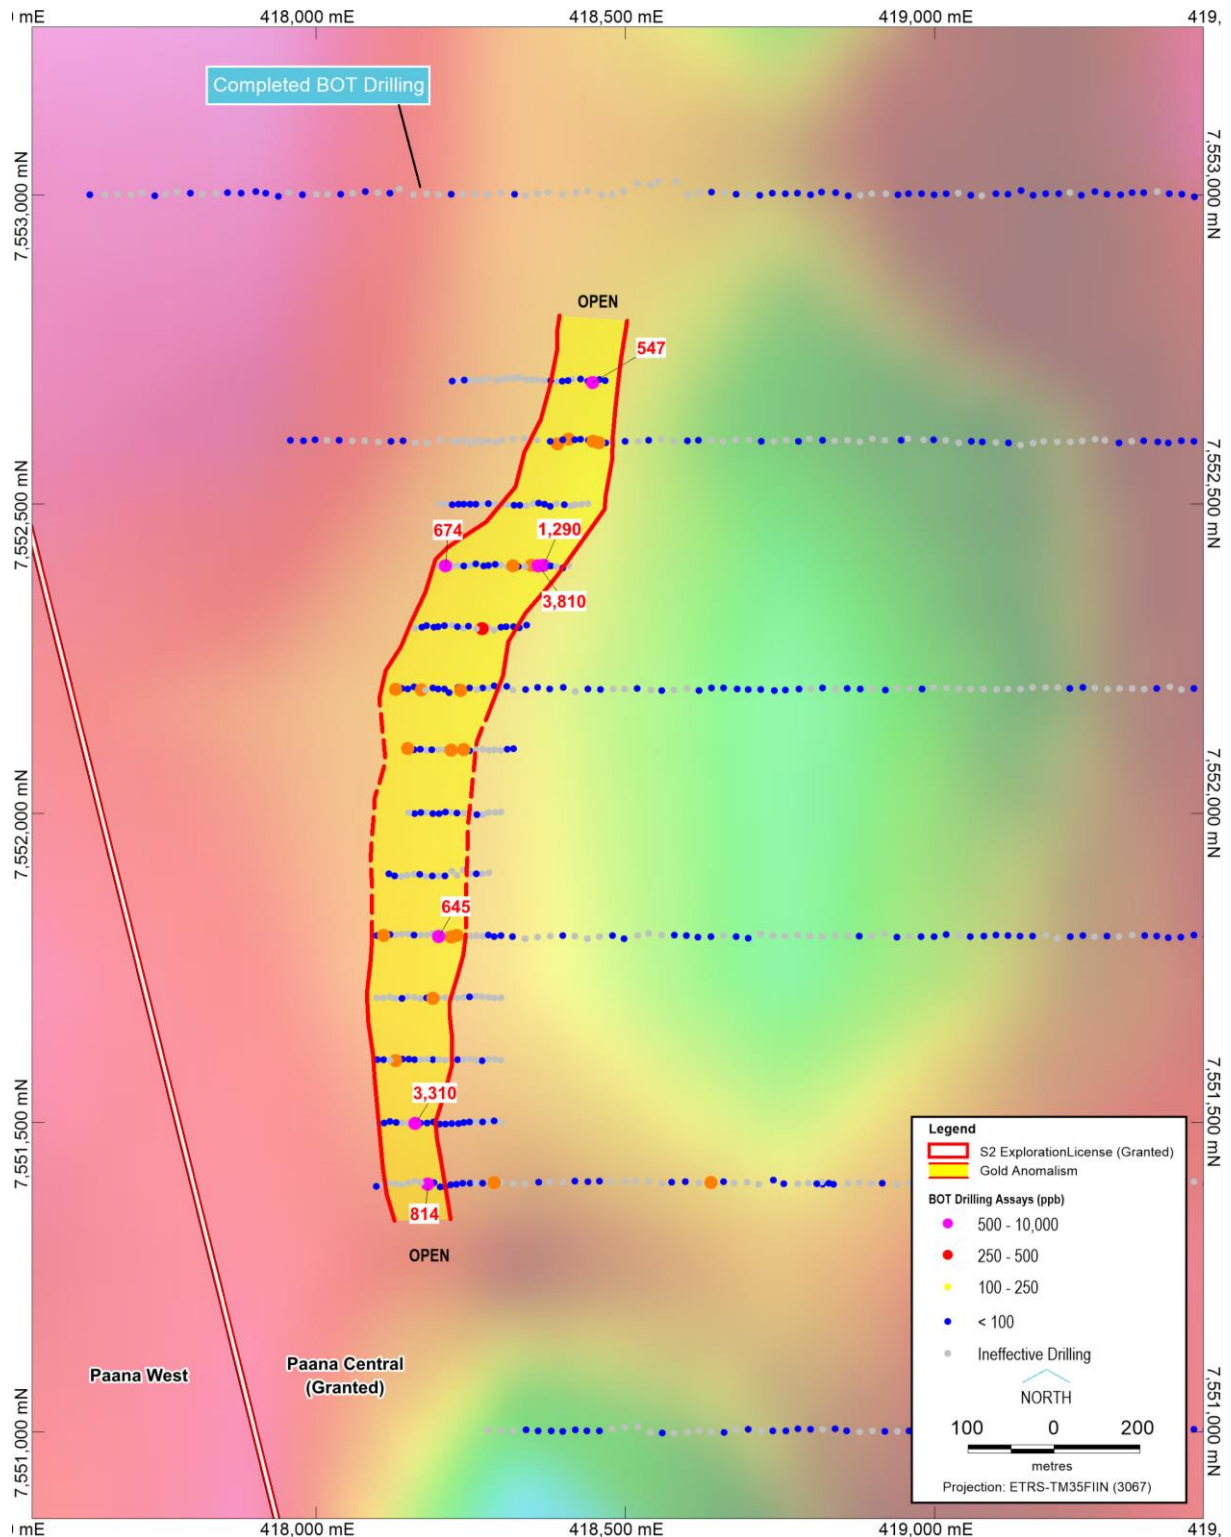 ı mE
418,000 mE
418,500 mE
419,000 mE
419,
Completed BOT Drilling
7,553,000 mN
7,553,000 mN
OPEN
547
7,552,500 mN
7,552,500 mN
674
1,290
3,810
7,552,000 mN
7,552,000 mN
645
3,310
7,551,500 mN
7,551,500 mN
814
OPEN
Paana West
Paana Central
(Granted)
Legend
S2 ExplorationLicense (Granted)
Gold Anomalism
BOT Drilling Assays (ppb)
500 - 10,000
250 - 500
100 - 250
< 100
Ineffective Drilling
NORTH
100 0 200
metres
Projection: ETRS-TM35FIIN (3067)
7,551,000 mN
7,551,000 mN
ı mE
418,000 mE
418,500 mE
419,000 mE
419,